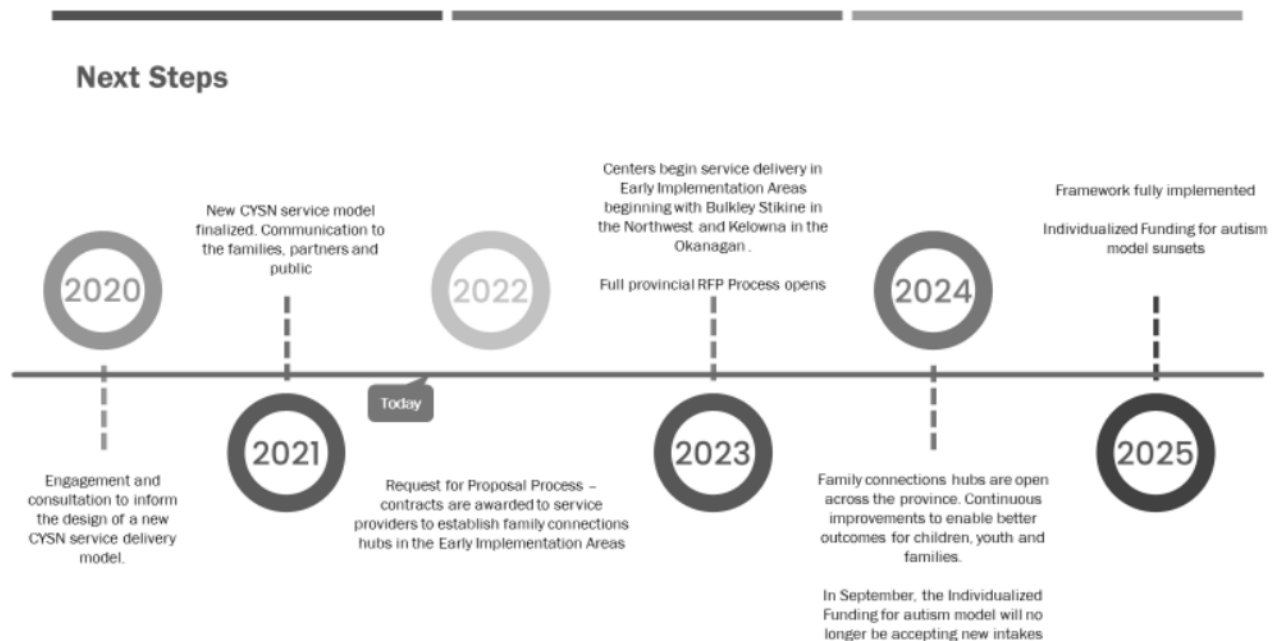 Next Steps
2020
Engagement and
consultation to inform
the design of a new
CYSN service delivery
model.
New CYSN service model
finalized. Communication to
the families, partners and
public
2021
Today
2022
Request for Proposal Process –
contracts are awarded to service
providers to establish family connections
hubs in the Early Implementation Areas
Centers begin service delivery in
Early Implementation Areas
beginning with Bulkley Stikine in
the Northwest and Kelowna in the
Okanagan .
Full provincial RFP Process opens
2023
2024
Family connections hubs are open
across the province. Continuous
improvements to enable better
outcomes for children, youth and
families.
In September, the Individualized
Funding for autism model will no
longer be accepting new intakes
Framework fully implemented
Individualized Funding for autism
model sunsets
2025